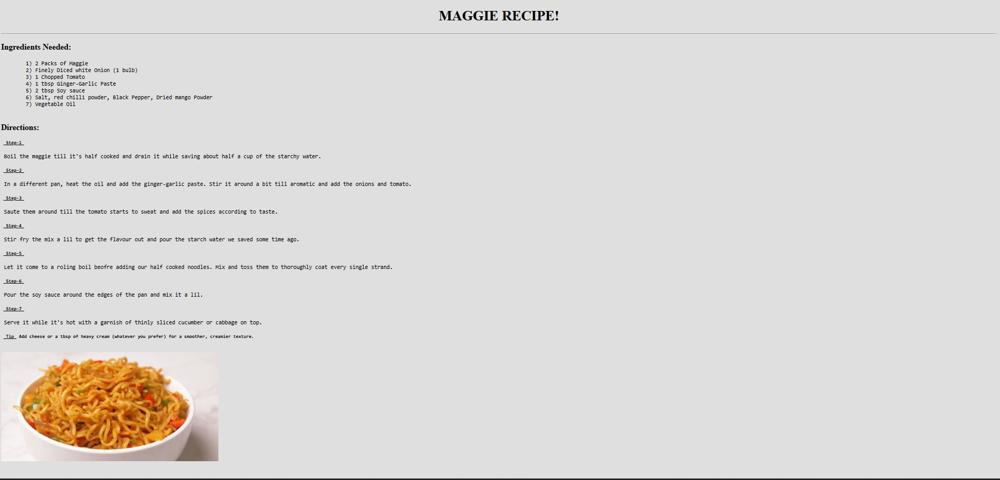 MAGGIE RECIPE!
Ingredients Needed:
1) 2 Packs of Maggie
2) Finely Diced white Onion (1 bulb)
3) 1 Chopped Tomato
4) 1 tbsp Ginger-Garlic Paste
5) 2 tbsp Soy sauce
6) Salt, red chilli powder, Black Pepper, Dried mango Powder
7) Vegetable Oil
Directions:
Step-1
Boil the maggie till it's half cooked and drain it while saving about half a cup of the starchy water.
Step-2
In a different pan, heat the oil and add the ginger-garlic paste. Stir it around a bit till aromatic and add the onions and tomato.
Step-3
Saute them around till the tomato starts to sweat and add the spices according to taste.
Step-4
Stir fry the mix a lil to get the flavour out and pour the starch water we saved some time ago.
Step-5
Let it come to a roling boil beofre adding our half cooked noodles. Mix and toss them to thoroughly coat every single strand.
Step-6
Pour the soy sauce around the edges of the pan and mix it a lil.
Step-7
Serve it while it's hot with a garnish of thinly sliced cucumber or cabbage on top.
Tip Add cheese or a tbsp of heavy cream (whatever you prefer) for a smoother, creamier texture.